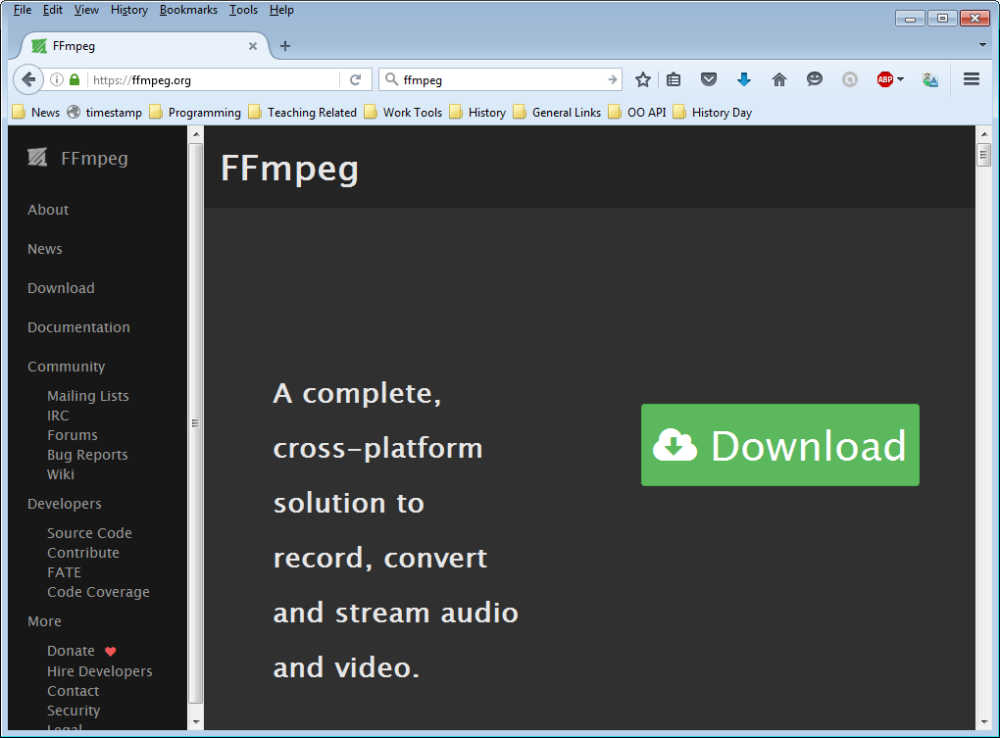 File Edit View History Bookmarks Tools Help
FFmpeg
https://ffmpeg.org
ffmpeg
ABP
News timestamp Programming Teaching Related Work Tools History General Links OO API History Day
FFmpeg
About
News
Download
Documentation
Community
Mailing Lists
IRC
Forums
Bug Reports
Wiki
Developers
Source Code
Contribute
FATE
Code Coverage
More
Donate
Hire Developers
Contact
Security
Legal
FFmpeg
A complete,
cross-platform
solution to
record, convert
and stream audio
and video.
Download